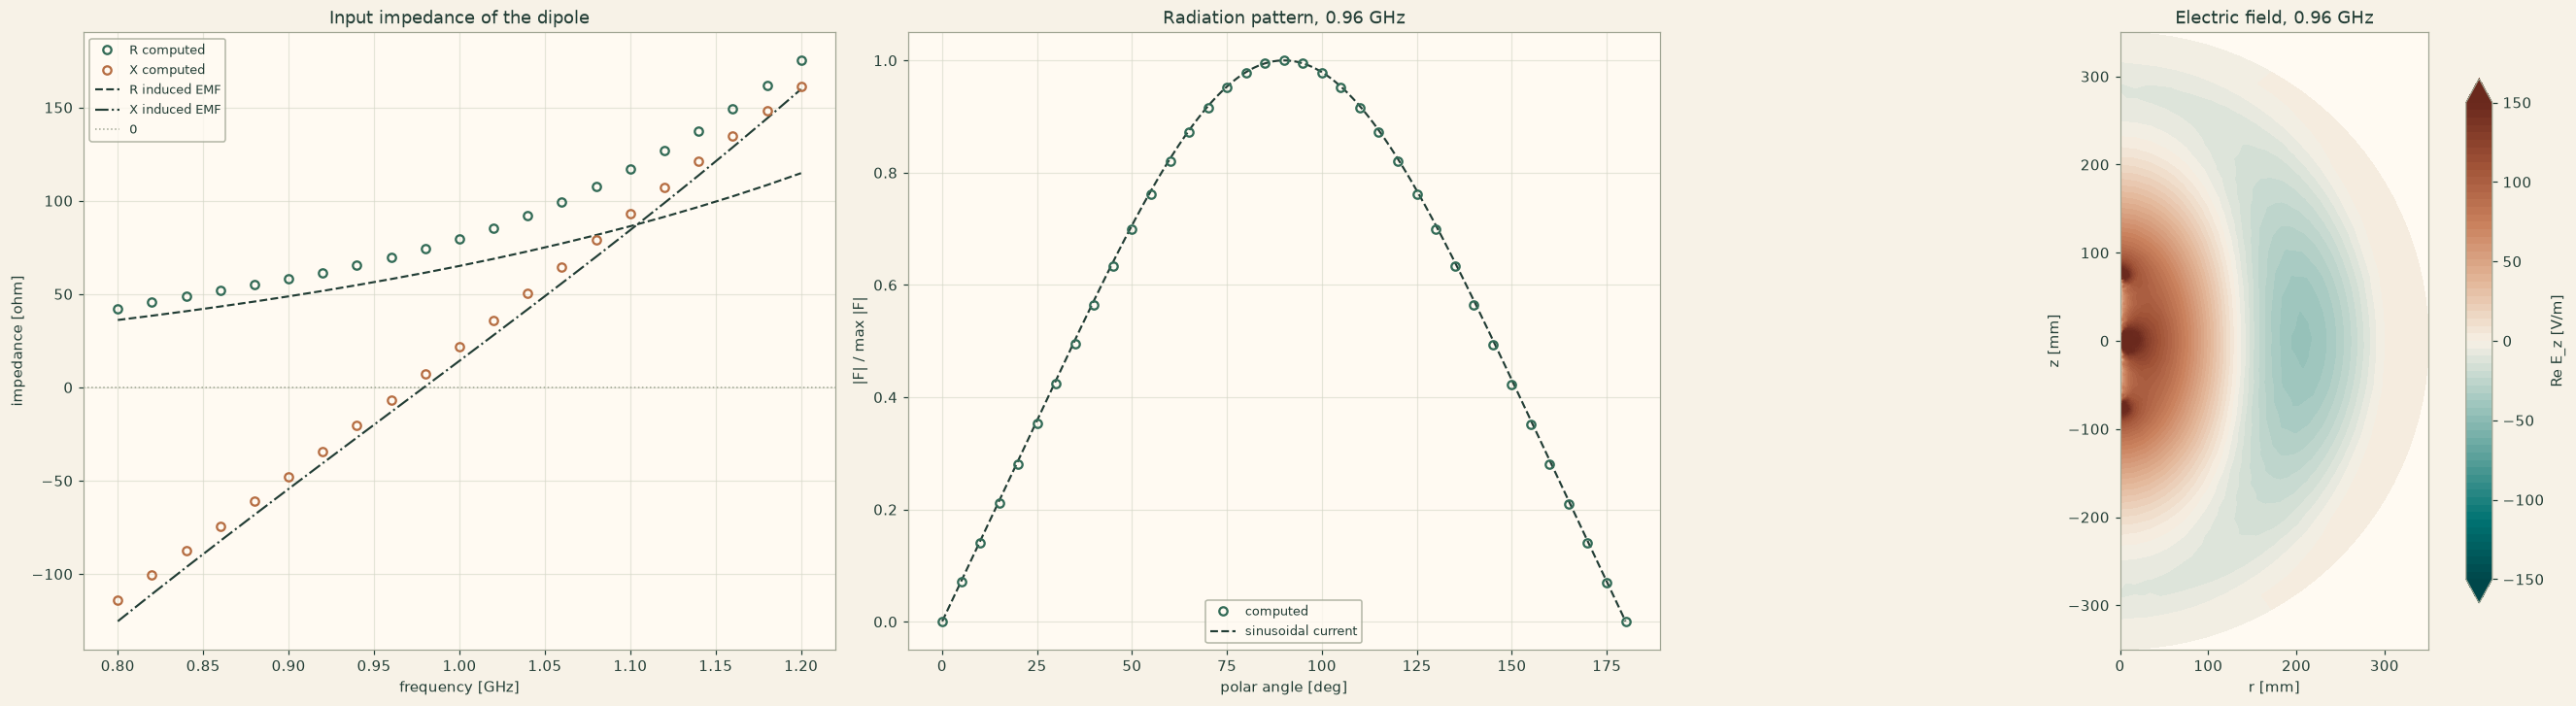 Input impedance of the dipole
R computed
X computed
R induced EMF
X induced EMF
0
150
100
50
0
−50
−100
impedance [ohm]
0.80 0.85 0.90 0.95 1.00 1.05 1.10 1.15 1.20
frequency [GHz]
Radiation pattern, 0.96 GHz
1.0
0.8
0.6
0.4
0.2
0.0
|F| / max |F|
computed
sinusoidal current
0 25 50 75 100 125 150 175
polar angle [deg]
Electric field, 0.96 GHz
300
200
100
0
−100
−200
−300
z [mm]
0 100 200 300
r [mm]
150
100
50
0
−50
−100
−150
Re E_z [V/m]